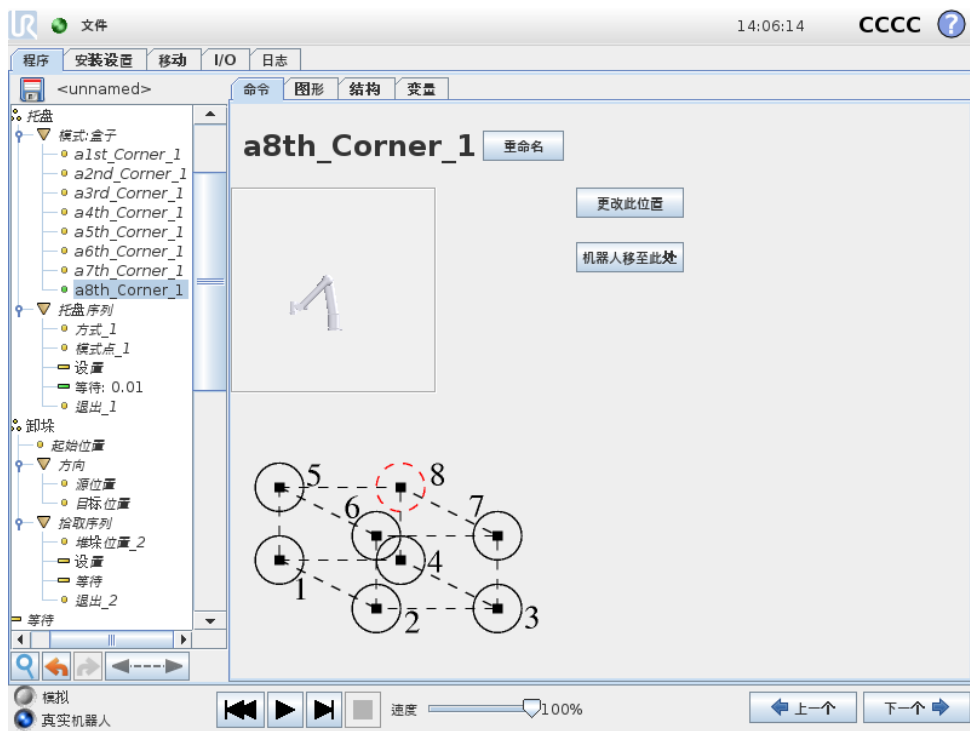 UR 文件 14:06:14 CCCC ?
程序 安装设置 移动 I/O 日志
<unnamed>
命令 图形 结构 变量
托盘
模式:盒子
a1st_Corner_1
a2nd_Corner_1
a3rd_Corner_1
a4th_Corner_1
a5th_Corner_1
a6th_Corner_1
a7th_Corner_1
a8th_Corner_1
托盘序列
方式_1
模式点_1
设置
等待: 0.01
退出_1
卸垛
起始位置
方向
源位置
目标位置
拾取序列
堆垛位置_2
设置
等待
退出_2
等待
a8th_Corner_1 重命名
更改此位置
机器人移至此处
5 8
6 7
1 4
2 3
模拟
真实机器人
速度 100%
上一个 下一个